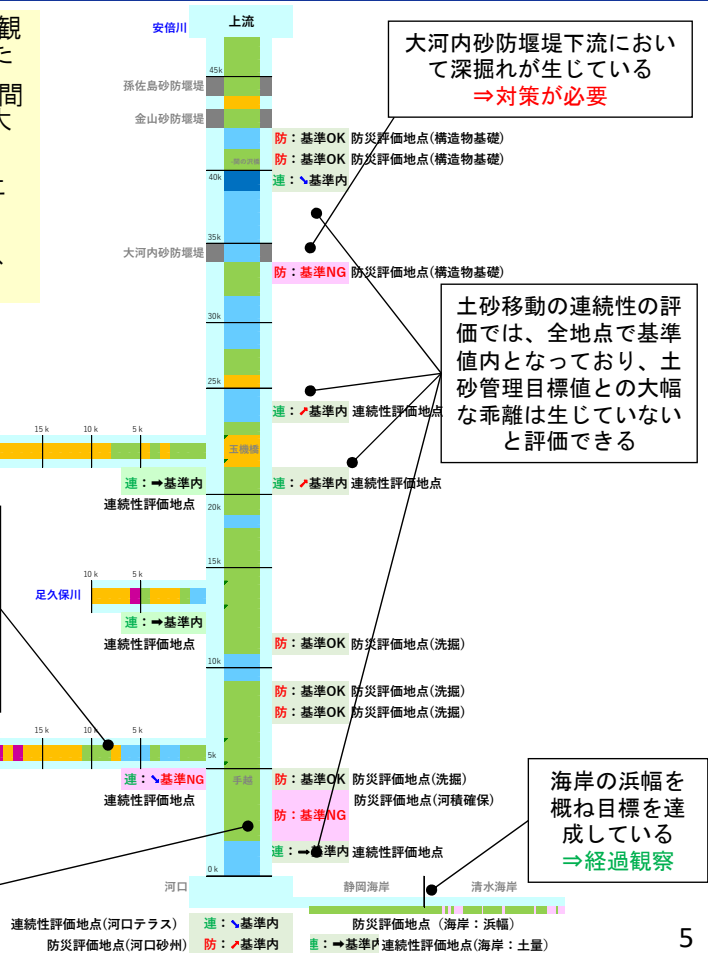 観
た
間
大
安倍川
上流
45k
孫佐島砂防堰堤
金山砂防堰堤
大河内砂防堰堤下流におい
て深掘れが生じている
⇒対策が必要
防：基準OK 防災評価地点(構造物基礎)
防：基準OK 防災評価地点(構造物基礎)
40k
連：↘基準内
35k
大河内砂防堰堤
防：基準NG 防災評価地点(構造物基礎)
30k
土砂移動の連続性の評
価では、全地点で基準
値内となっており、土
砂管理目標値との大幅
な乖離は生じていない
と評価できる
25k
連：↗基準内 連続性評価地点
15 k 10 k 5 k
玉機橋
連：➡基準内
連続性評価地点
連：↗基準内 連続性評価地点
20k
15k
10 k 5 k
足久保川
連：➡基準内
連続性評価地点
防：基準OK 防災評価地点(洗掘)
10k
防：基準OK 防災評価地点(洗掘)
防：基準OK 防災評価地点(洗掘)
15 k 10 k 5 k
5k
連：↘基準NG
連続性評価地点
手越
防：基準OK 防災評価地点(洗掘)
防災評価地点(河積確保)
防：基準NG
連：➡基準内 連続性評価地点
0 k
海岸の浜幅を
概ね目標を達
成している
⇒経過観察
河口
静岡海岸
清水海岸
連続性評価地点(河口テラス) 連：↘基準内
防災評価地点（海岸：浜幅）
防災評価地点(河口砂州) 防：↗基準内
連：➡基準内 連続性評価地点(海岸：土量)
5